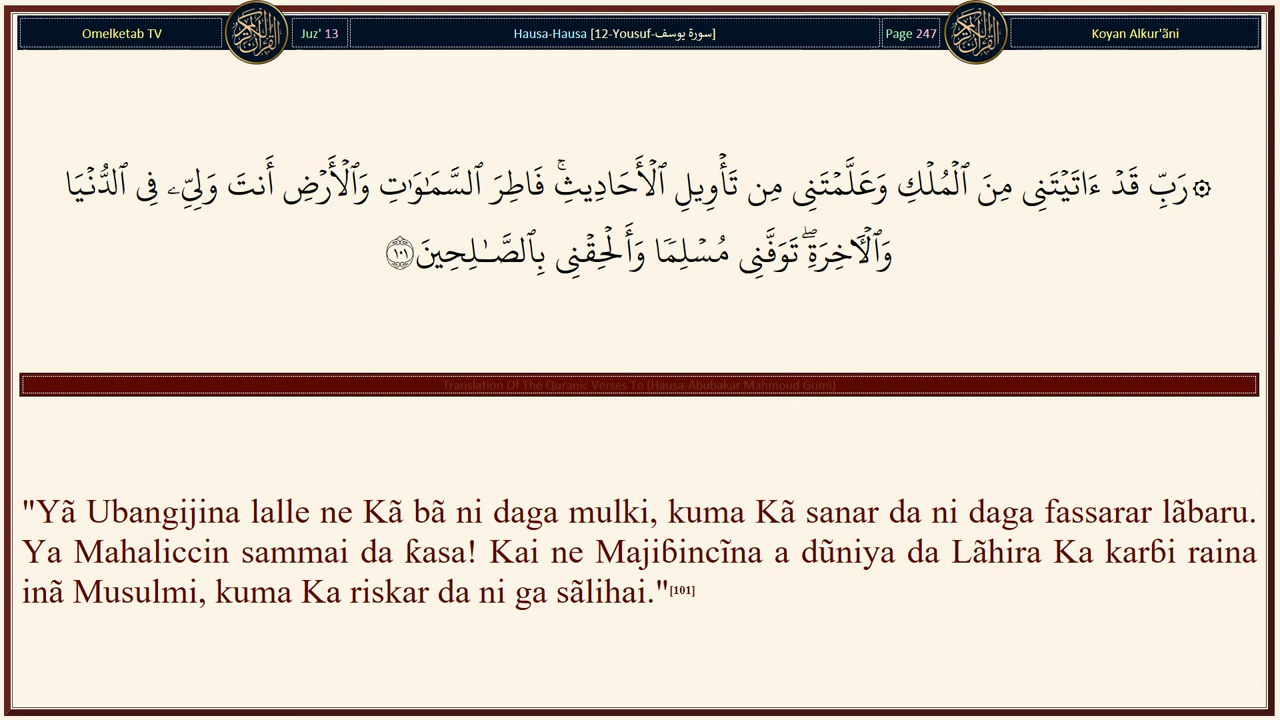 Omelketab TV
Juz' 13
Hausa-Hausa [12-Yousuf-سورة يوسف]
Page 247
Koyan Alƙur'ãni
۞رَبِّ قَدۡ ءَاتَيۡتَنِي مِنَ ٱلۡمُلۡكِ وَعَلَّمۡتَنِي مِن تَأۡوِيلِ ٱلۡأَحَادِيثِۚ فَاطِرَ ٱلسَّمَٰوَٰتِ وَٱلۡأَرۡضِ أَنتَ وَلِيِّۦ فِي ٱلدُّنۡيَا
وَٱلۡأٓخِرَةِۖ تَوَفَّنِي مُسۡلِمٗا وَأَلۡحِقۡنِي بِٱلصَّٰلِحِينَ ١٠١
Translation Of The Quranic Verses To (Hausa-Abubakar Mahmoud Gumi)
"Yã Ubangijina lalle ne Kã bã ni daga mulki, kuma Kã sanar da ni daga fassarar lãbaru.
Ya Mahaliccin sammai da ƙasa! Kai ne Majiɓincĩna a dũniya da Lãhira Ka karɓi raina
inã Musulmi, kuma Ka riskar da ni ga sãlihai."[101]